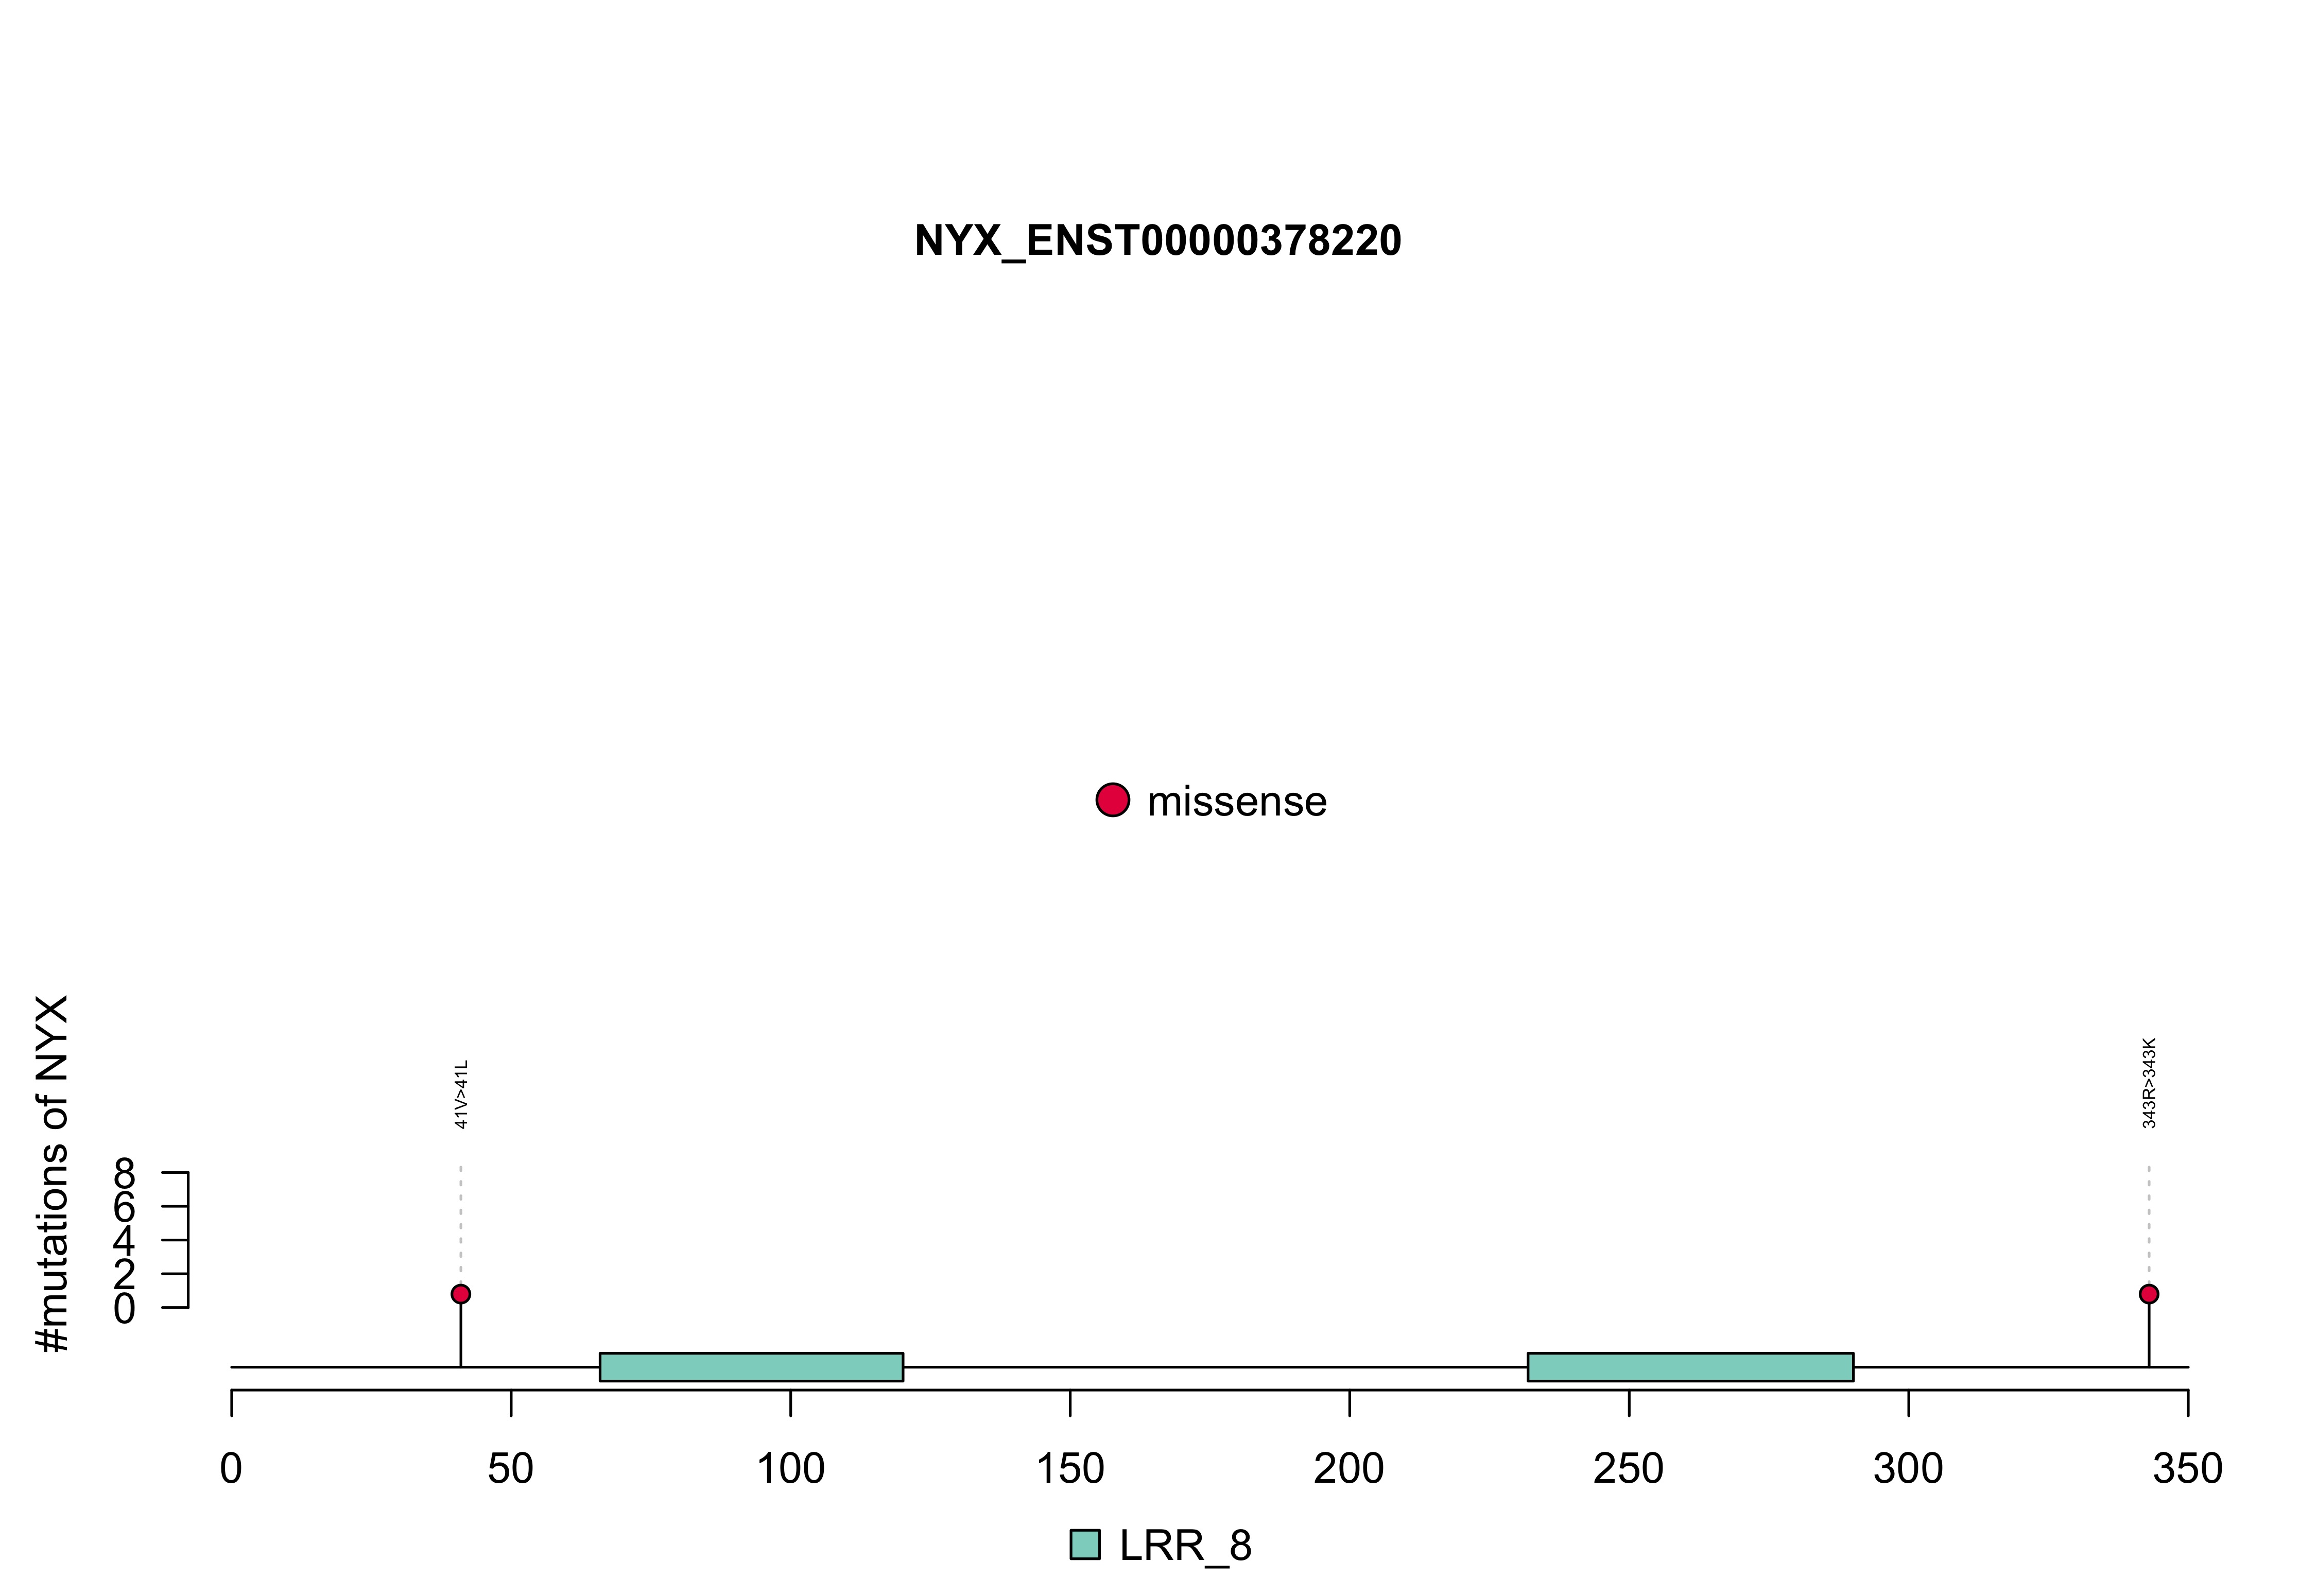 NYX_ENST00000378220
missense
#mutations of NYX
41V>41L
343R>343K
8
6
4
2
0
0 50 100 150 200 250 300 350
LRR_8